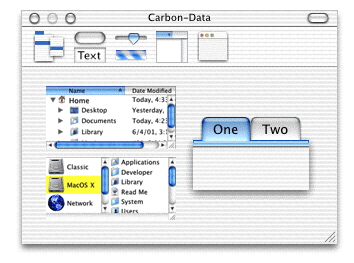 Carbon-Data
Text
Name Date Modified
Home Today, 4:33
Desktop Yesterday,
Documents Today, 4:2
Library 6/4/01, 3:
One Two
Classic
MacOS X
Network
Applications
Developer
Library
Read Me
System
Users